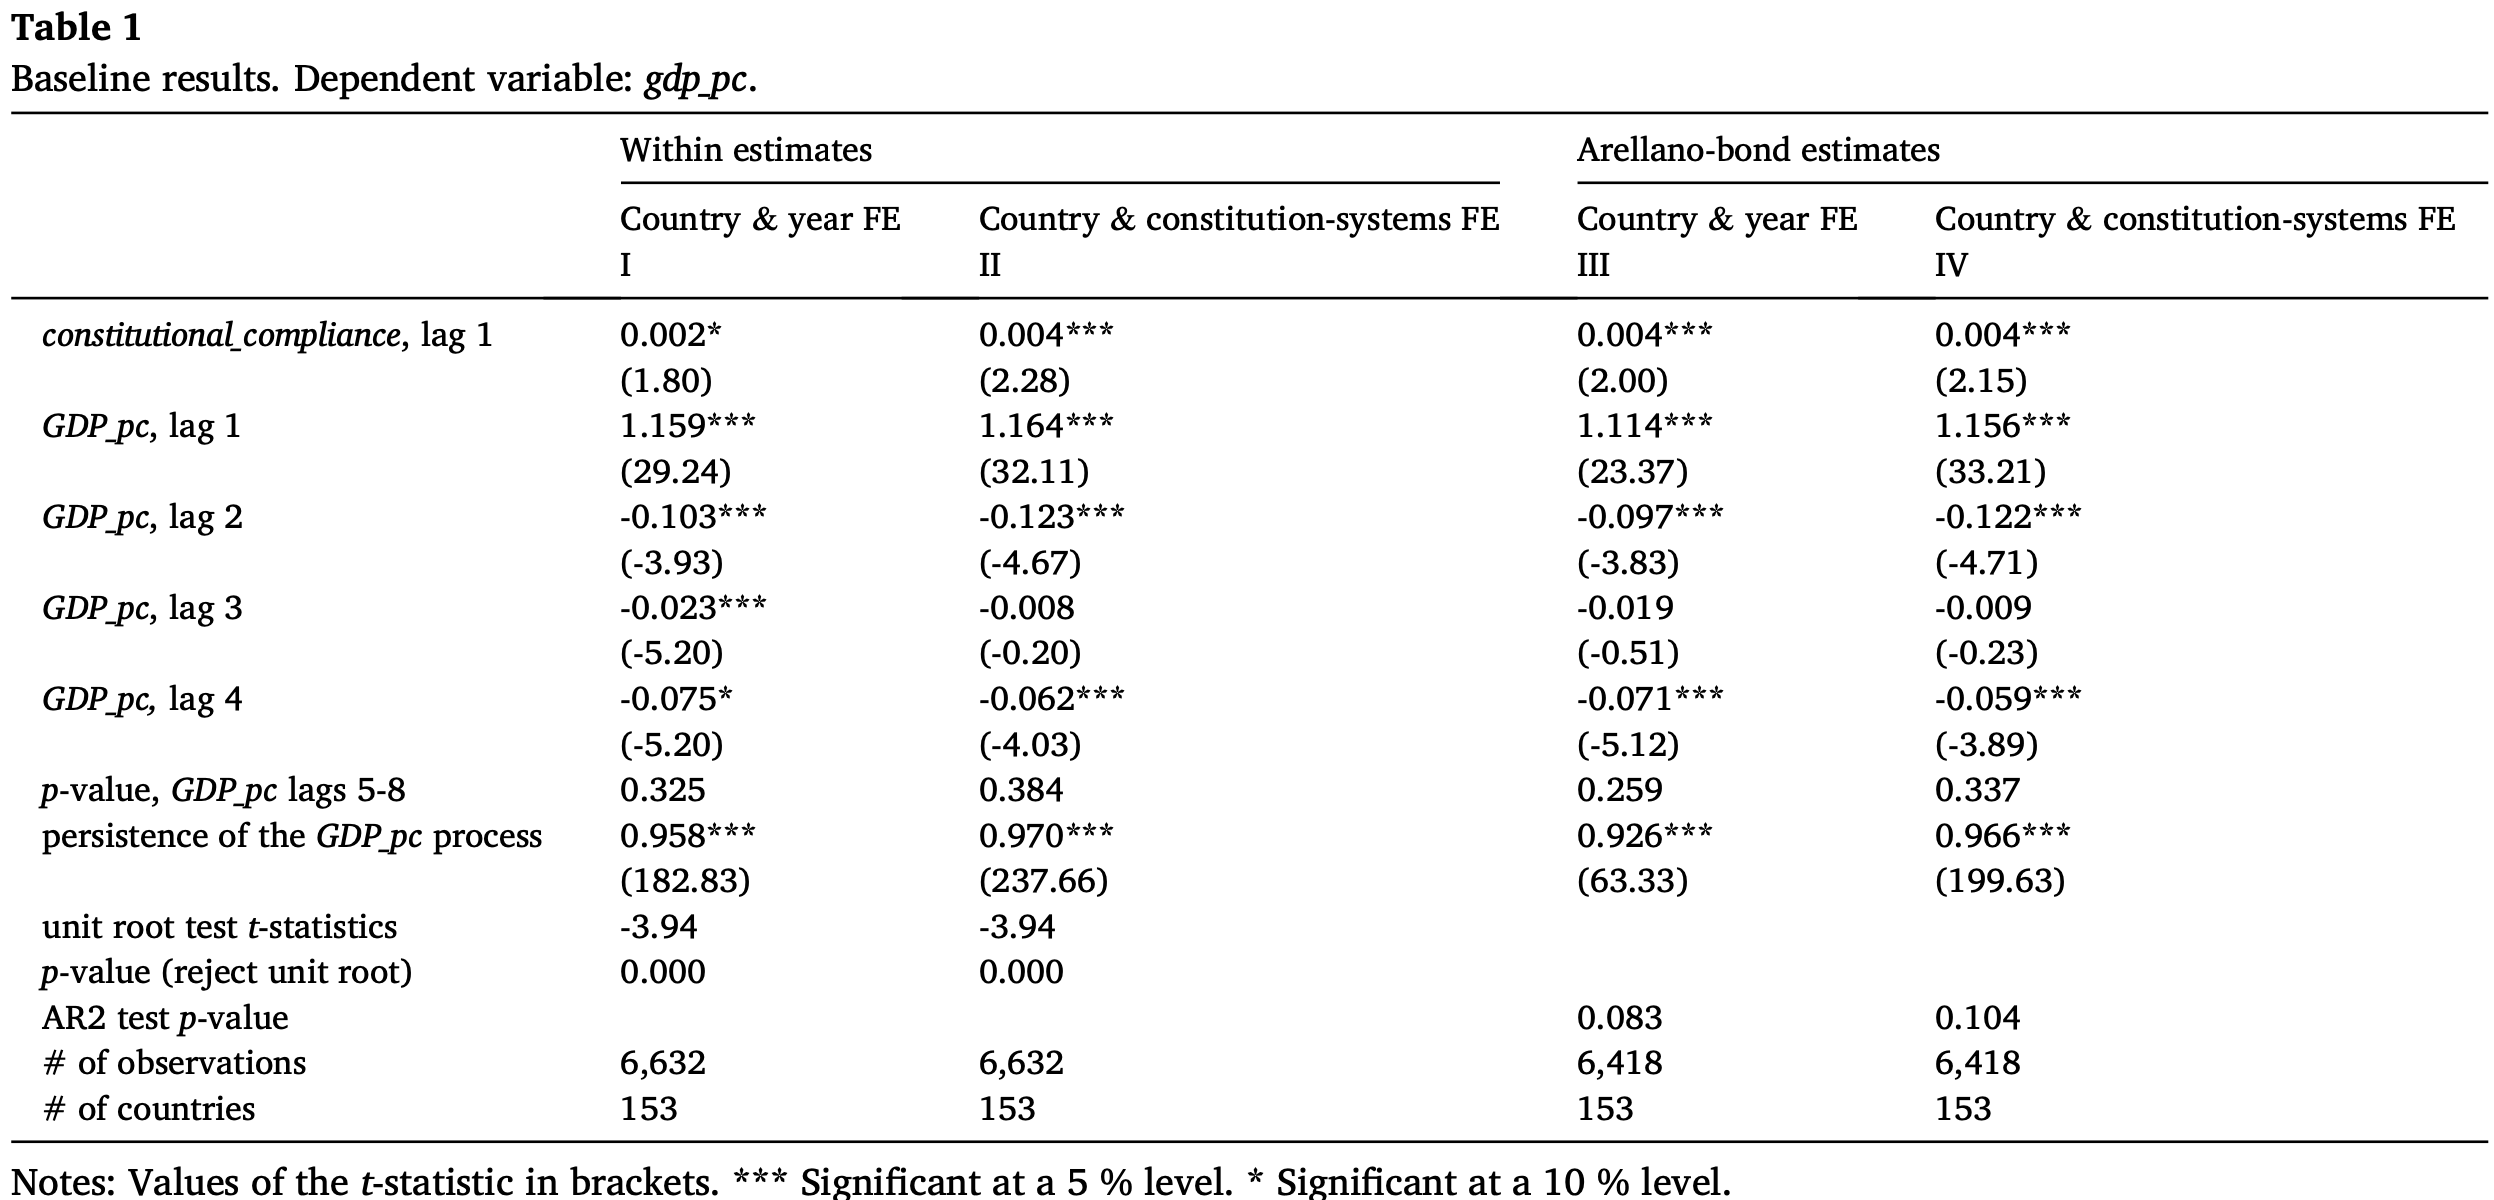 Table 1
Baseline results. Dependent variable: gdp_pc.
Within estimates Arellano-bond estimates
Country & year FE Country & constitution-systems FE Country & year FE Country & constitution-systems FE
I II III IV
constitutional_compliance, lag 1 0.002* 0.004*** 0.004*** 0.004***
(1.80) (2.28) (2.00) (2.15)
GDP_pc, lag 1 1.159*** 1.164*** 1.114*** 1.156***
(29.24) (32.11) (23.37) (33.21)
GDP_pc, lag 2 -0.103*** -0.123*** -0.097*** -0.122***
(-3.93) (-4.67) (-3.83) (-4.71)
GDP_pc, lag 3 -0.023*** -0.008 -0.019 -0.009
(-5.20) (-0.20) (-0.51) (-0.23)
GDP_pc, lag 4 -0.075* -0.062*** -0.071*** -0.059***
(-5.20) (-4.03) (-5.12) (-3.89)
p-value, GDP_pc lags 5-8 0.325 0.384 0.259 0.337
persistence of the GDP_pc process 0.958*** 0.970*** 0.926*** 0.966***
(182.83) (237.66) (63.33) (199.63)
unit root test t-statistics -3.94 -3.94
p-value (reject unit root) 0.000 0.000
AR2 test p-value 0.083 0.104
# of observations 6,632 6,632 6,418 6,418
# of countries 153 153 153 153
Notes: Values of the t-statistic in brackets. *** Significant at a 5 % level. * Significant at a 10 % level.